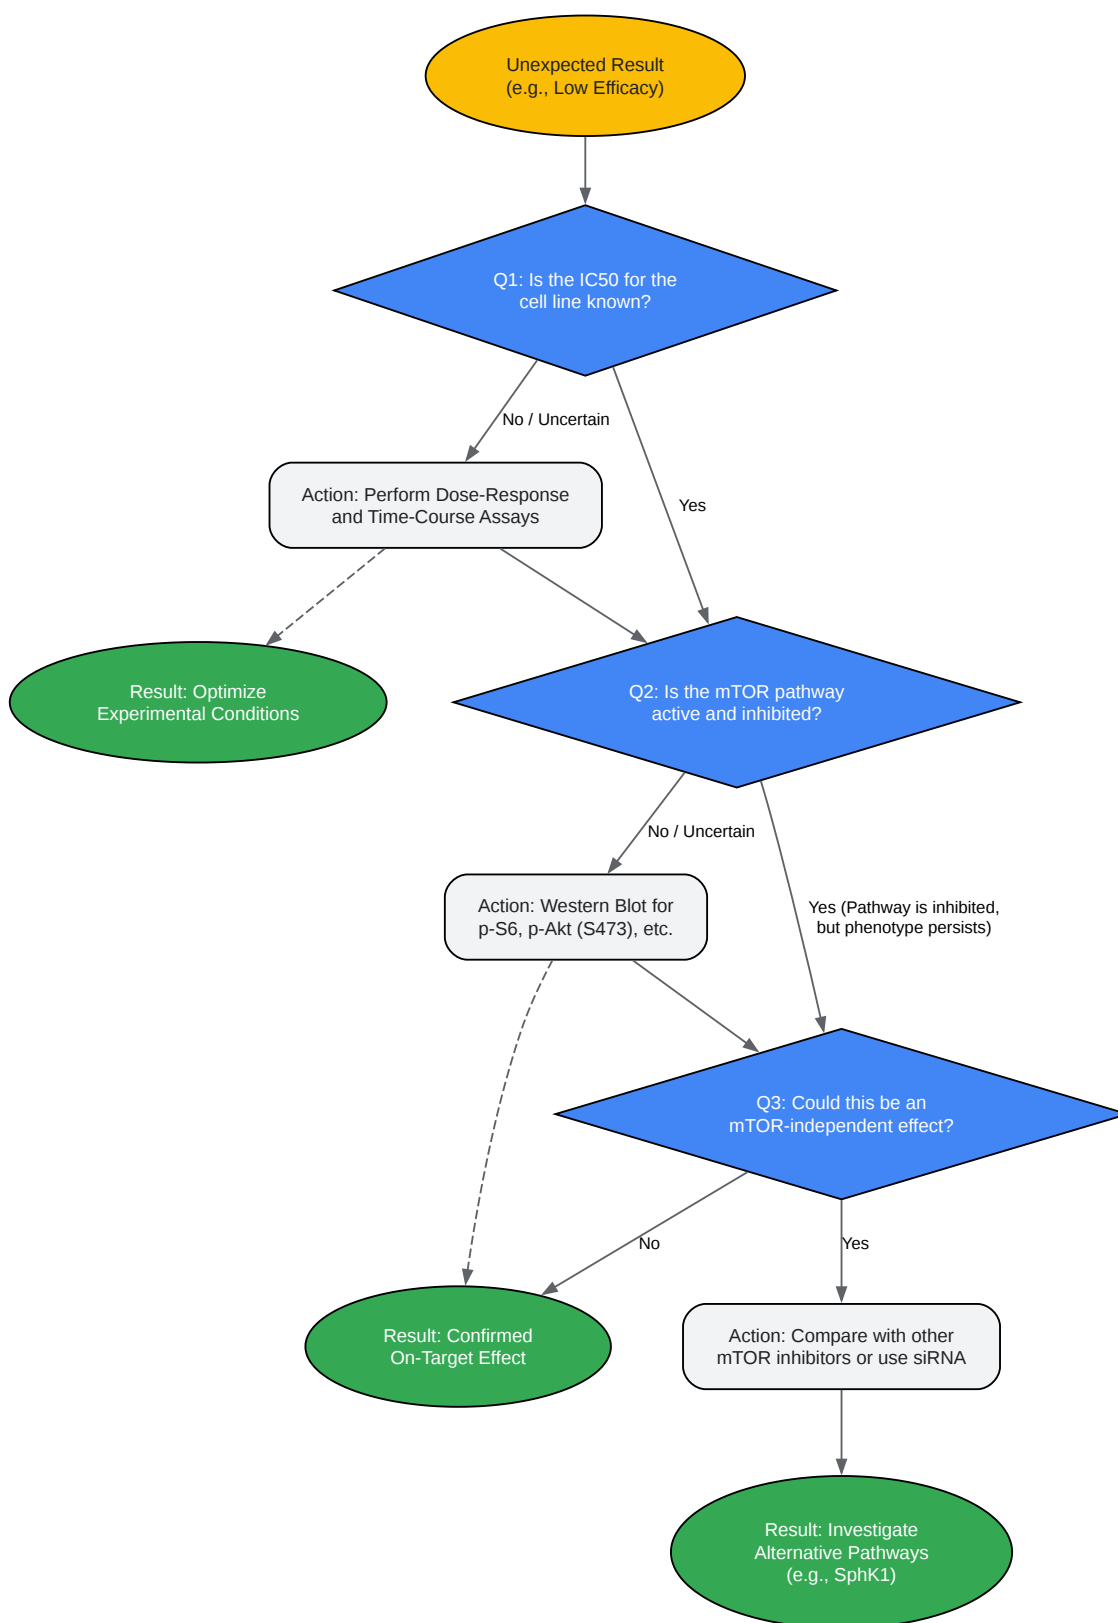 Unexpected Result
(e.g., Low Efficacy)
Q1: Is the IC50 for the
cell line known?
No / Uncertain
Action: Perform Dose-Response
and Time-Course Assays
Yes
Result: Optimize
Experimental Conditions
Q2: Is the mTOR pathway
active and inhibited?
No / Uncertain
Action: Western Blot for
p-S6, p-Akt (S473), etc.
Yes (Pathway is inhibited,
but phenotype persists)
Q3: Could this be an
mTOR-independent effect?
No
Yes
Result: Confirmed
On-Target Effect
Action: Compare with other
mTOR inhibitors or use siRNA
Result: Investigate
Alternative Pathways
(e.g., SphK1)